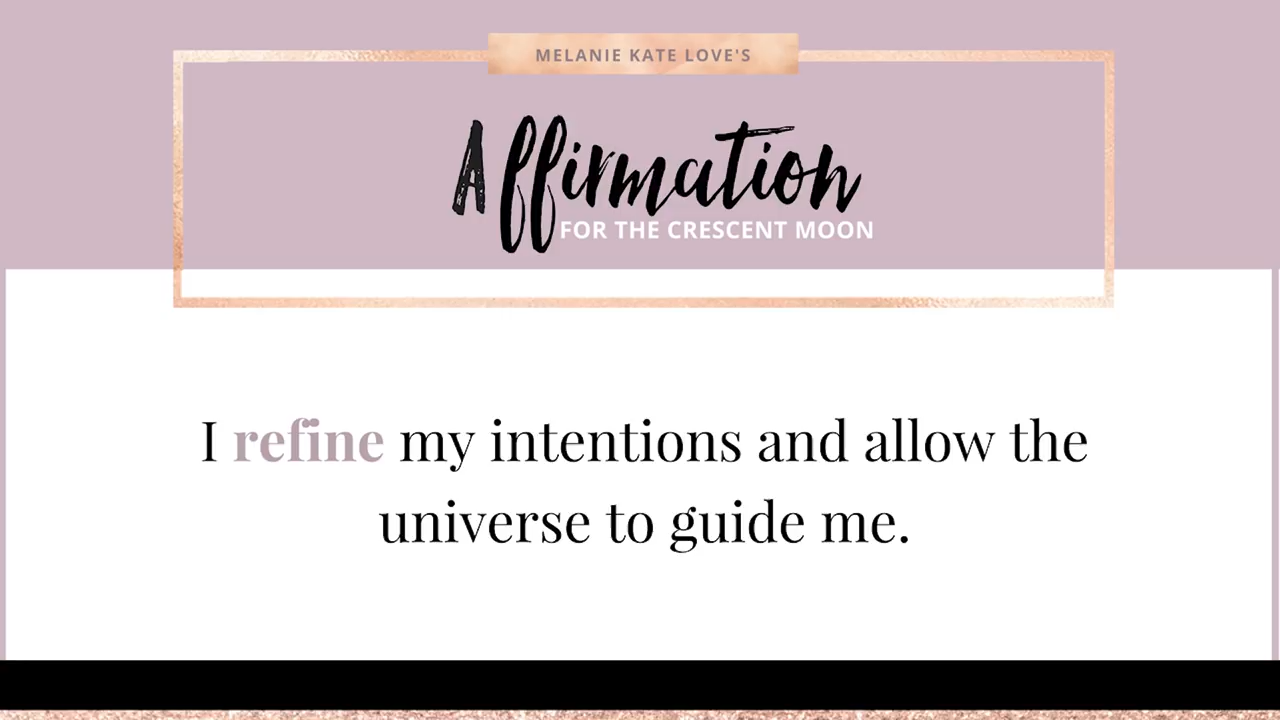 MELANIE KATE LOVE'S
Affirmation
FOR THE CRESCENT MOON
I refine my intentions and allow the
universe to guide me.